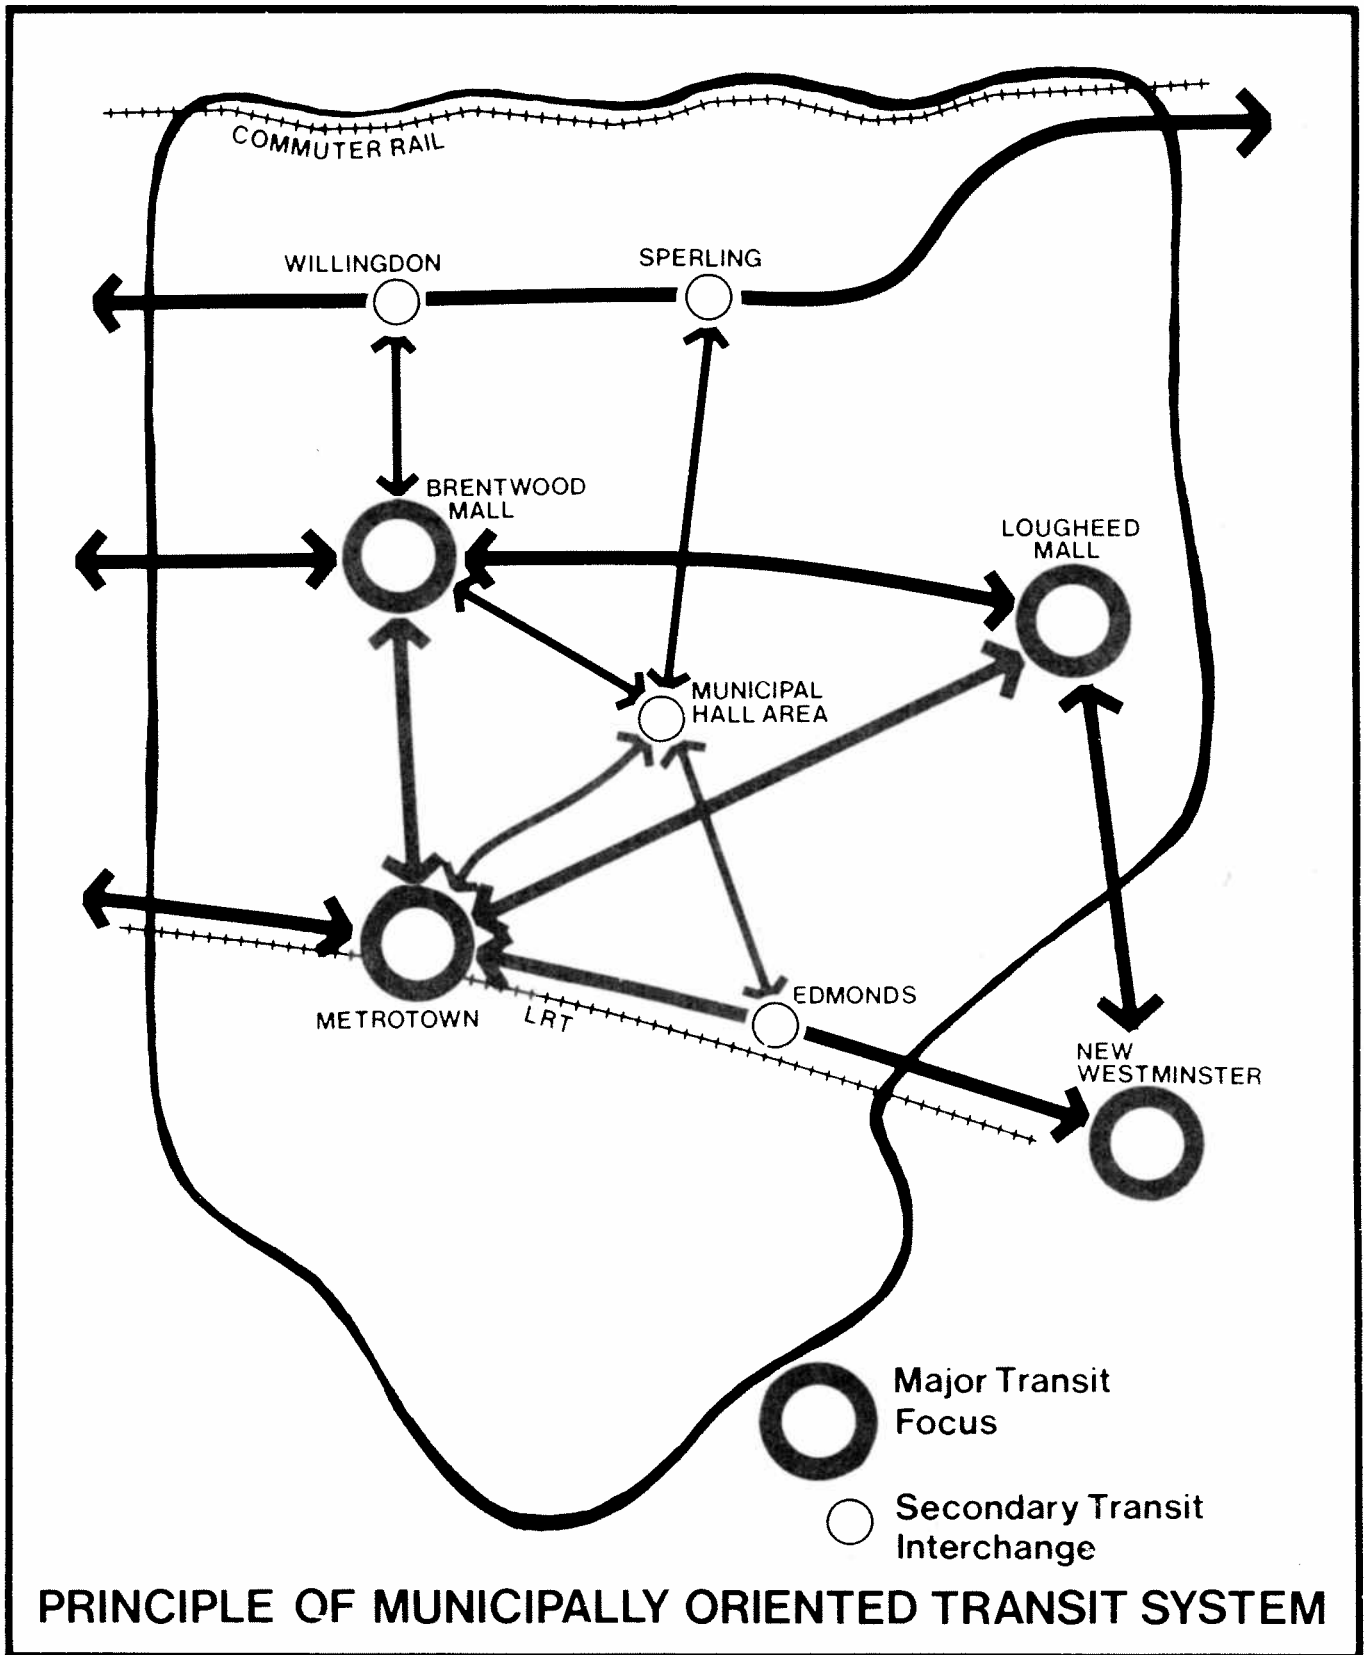 COMMUTER RAIL
WILLINGDON
SPERLING
BRENTWOOD
MALL
LOUGHEED
MALL
MUNICIPAL
HALL AREA
METROTOWN
LRT
EDMONDS
NEW
WESTMINSTER
Major Transit
Focus
Secondary Transit
Interchange
PRINCIPLE OF MUNICIPALLY ORIENTED TRANSIT SYSTEM